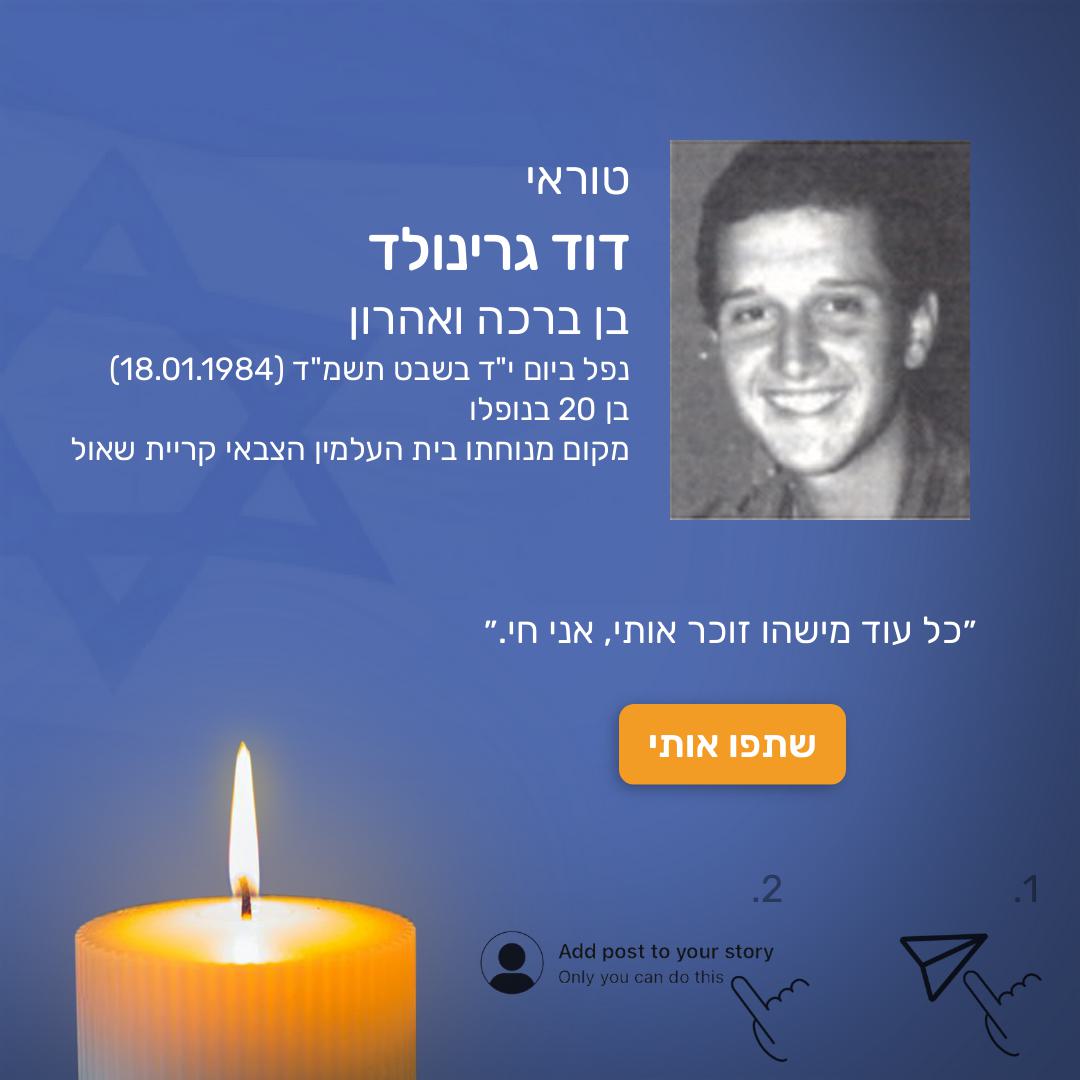 טוראי
דוד גרינולד
בן ברכה ואהרון
נפל ביום י"ד בשבט תשמ"ד (18.01.1984)
בן 20 בנופלו
מקום מנוחתו בית העלמין הצבאי קריית שאול
״כל עוד מישהו זוכר אותי, אני חי.״
שתפו אותי
1.
2.
Add post to your story
Only you can do this